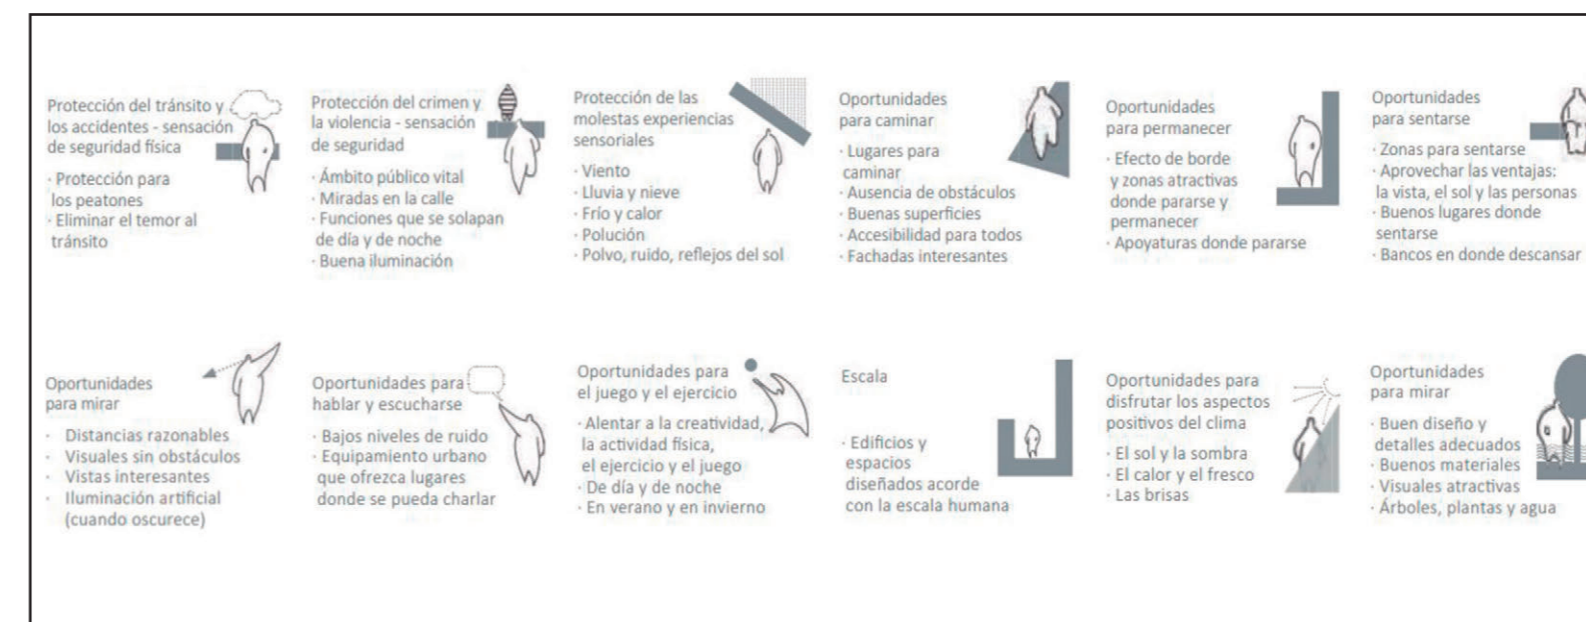 Protección del tránsito y
los accidentes - sensación
de seguridad física
· Protección para
los peatones
· Eliminar el temor al
tránsito
Protección del crimen y
la violencia - sensación
de seguridad
· Ámbito público vital
· Miradas en la calle
· Funciones que se solapan
de día y de noche
· Buena iluminación
Protección de las
molestas experiencias
sensoriales
· Viento
· Lluvia y nieve
· Frío y calor
· Polución
· Polvo, ruido, reflejos del sol
Oportunidades
para caminar
· Lugares para
caminar
· Ausencia de obstáculos
· Buenas superficies
· Accesibilidad para todos
· Fachadas interesantes
Oportunidades
para permanecer
· Efecto de borde
y zonas atractivas
donde pararse y
permanecer
· Apoyaturas donde pararse
Oportunidades
para sentarse
· Zonas para sentarse
· Aprovechar las ventajas:
la vista, el sol y las personas
· Buenos lugares donde
sentarse
· Bancos en donde descansar
Oportunidades
para mirar
· Distancias razonables
· Visuales sin obstáculos
· Vistas interesantes
· Iluminación artificial
(cuando oscurece)
Oportunidades para
hablar y escucharse
· Bajos niveles de ruido
· Equipamiento urbano
que ofrezca lugares
donde se pueda charlar
Oportunidades para
el juego y el ejercicio
· Alentar a la creatividad,
la actividad física,
el ejercicio y el juego
· De día y de noche
· En verano y en invierno
Escala
· Edificios y
espacios
diseñados acorde
con la escala humana
Oportunidades para
disfrutar los aspectos
positivos del clima
· El sol y la sombra
· El calor y el fresco
· Las brisas
Oportunidades
para mirar
· Buen diseño y
detalles adecuados
· Buenos materiales
· Visuales atractivas
· Árboles, plantas y agua